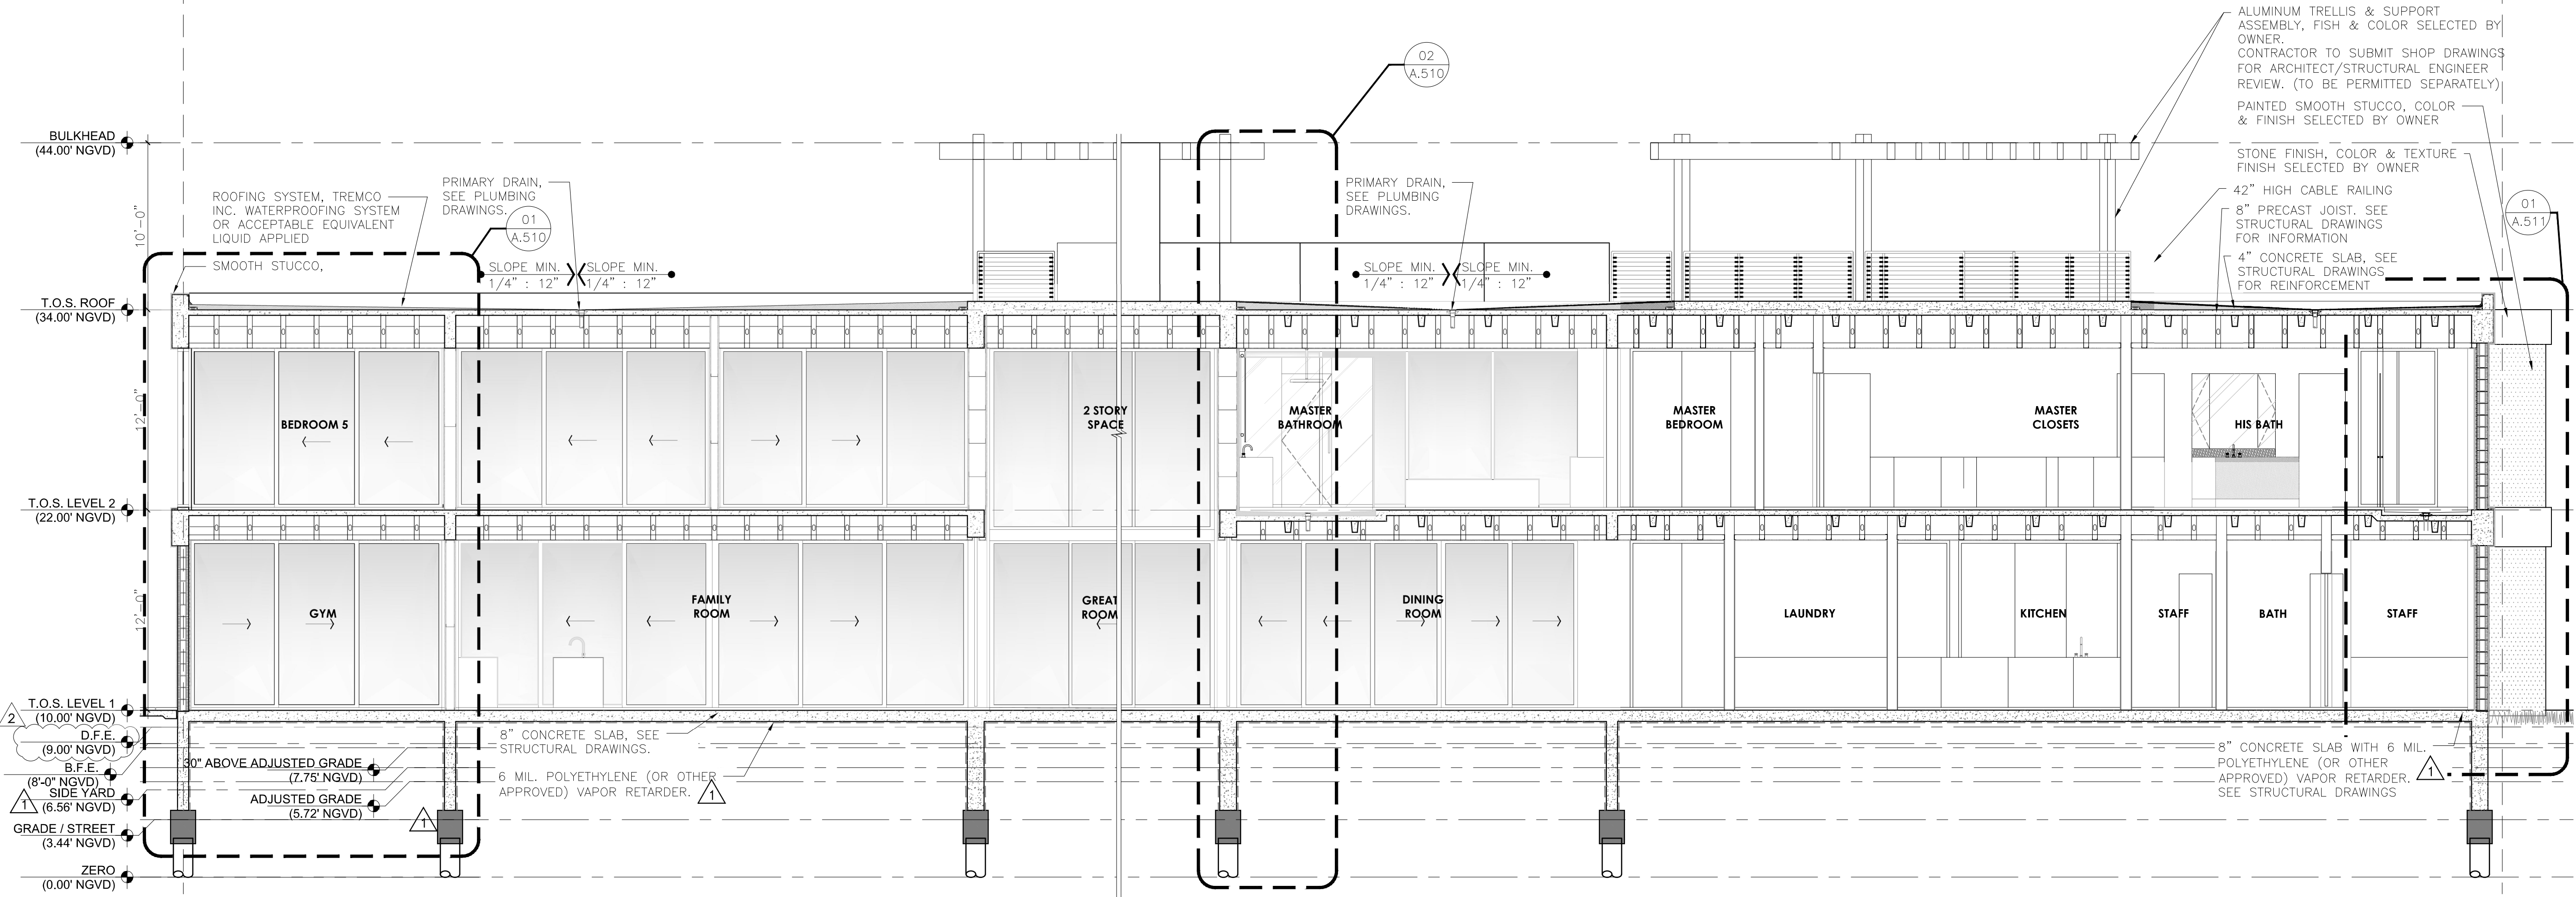 ALUMINUM TRELLIS & SUPPORT
ASSEMBLY, FISH & COLOR SELECTED BY
OWNER.
CONTRACTOR TO SUBMIT SHOP DRAWINGS
FOR ARCHITECT/STRUCTURAL ENGINEER
REVIEW. (TO BE PERMITTED SEPARATELY)
PAINTED SMOOTH STUCCO, COLOR
& FINISH SELECTED BY OWNER
STONE FINISH, COLOR & TEXTURE
FINISH SELECTED BY OWNER
42" HIGH CABLE RAILING
8" PRECAST JOIST. SEE
STRUCTURAL DRAWINGS
FOR INFORMATION
4" CONCRETE SLAB, SEE
STRUCTURAL DRAWINGS
FOR REINFORCEMENT
01
A.511
02
A.510
BULKHEAD
(44.00' NGVD)
10'-0"
ROOFING SYSTEM, TREMCO
INC. WATERPROOFING SYSTEM
OR ACCEPTABLE EQUIVALENT
LIQUID APPLIED
SMOOTH STUCCO,
PRIMARY DRAIN,
SEE PLUMBING
DRAWINGS.
01
A.510
SLOPE MIN.
1/4" : 12"
SLOPE MIN.
1/4" : 12"
PRIMARY DRAIN,
SEE PLUMBING
DRAWINGS.
SLOPE MIN.
1/4" : 12"
SLOPE MIN.
1/4" : 12"
T.O.S. ROOF
(34.00' NGVD)
12'-0"
BEDROOM 5
2 STORY
SPACE
MASTER
BATHROOM
MASTER
BEDROOM
MASTER
CLOSETS
HIS BATH
T.O.S. LEVEL 2
(22.00' NGVD)
12'-0"
GYM
FAMILY
ROOM
GREAT
ROOM
DINING
ROOM
LAUNDRY
KITCHEN
STAFF
BATH
STAFF
T.O.S. LEVEL 1
(10.00' NGVD)
2
D.F.E.
(9.00' NGVD)
B.F.E.
(8'-0" NGVD)
1
SIDE YARD
(6.56' NGVD)
GRADE / STREET
(3.44' NGVD)
ZERO
(0.00' NGVD)
30" ABOVE ADJUSTED GRADE
(7.75' NGVD)
ADJUSTED GRADE
(5.72' NGVD)
1
8" CONCRETE SLAB, SEE
STRUCTURAL DRAWINGS.
6 MIL. POLYETHYLENE (OR OTHER
APPROVED) VAPOR RETARDER.
1
8" CONCRETE SLAB WITH 6 MIL.
POLYETHYLENE (OR OTHER
APPROVED) VAPOR RETARDER.
SEE STRUCTURAL DRAWINGS
1